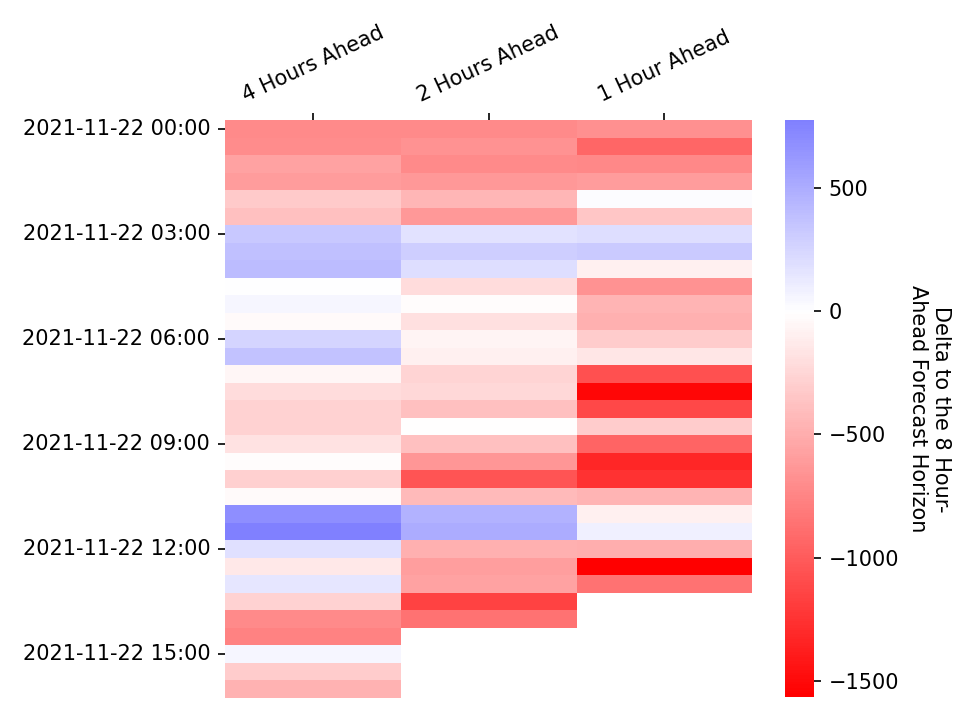 4 Hours Ahead
2 Hours Ahead
1 Hour Ahead
2021-11-22 00:00
2021-11-22 03:00
2021-11-22 06:00
2021-11-22 09:00
2021-11-22 12:00
2021-11-22 15:00
500
0
−500
−1000
−1500
Delta to the 8 Hour-
Ahead Forecast Horizon